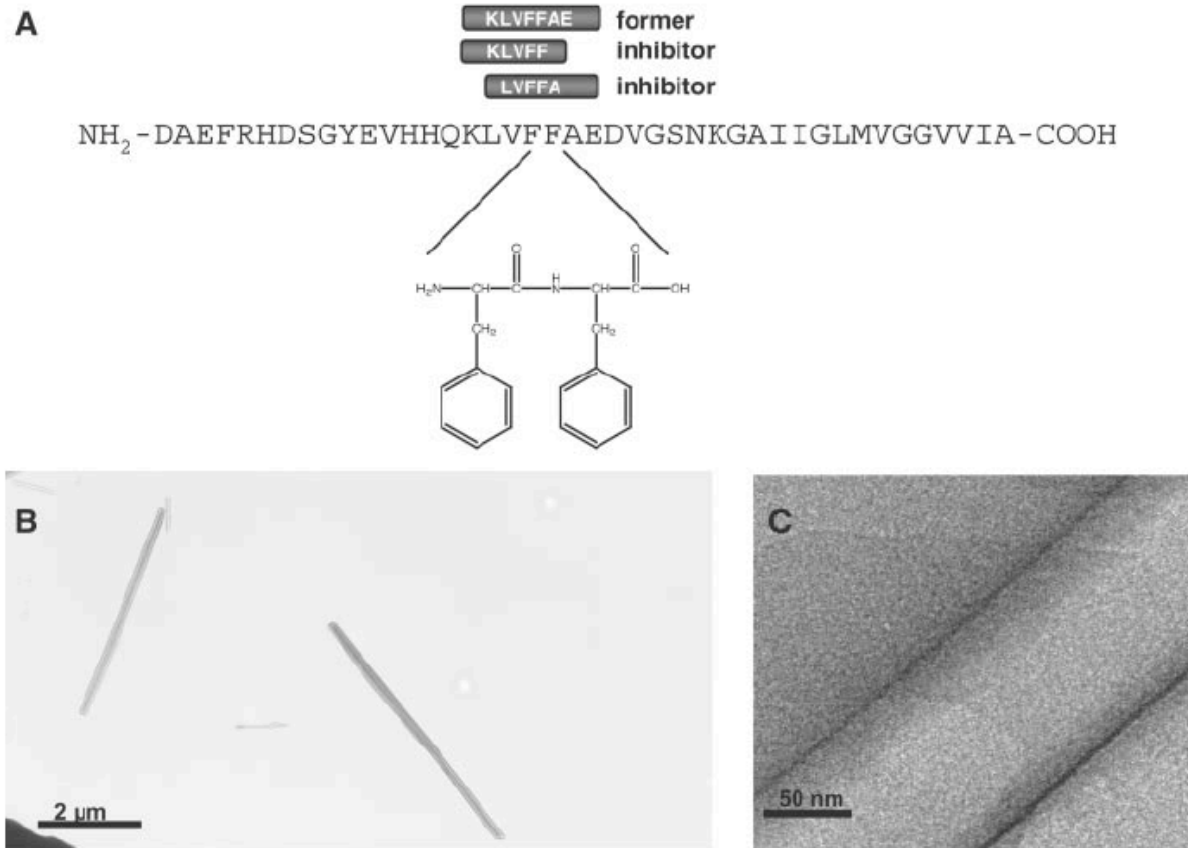 A
KLVFFAE former
KLVFF inhibitor
LVFFA inhibitor
NH₂-DAEFRHDSGYEVHHQKLVFFAEDVGSNKGAIIGLMVGGVVIA-COOH
O O
H
H₂N CH C N CH C OH
CH₂ CH₂
B
2 µm
C
50 nm